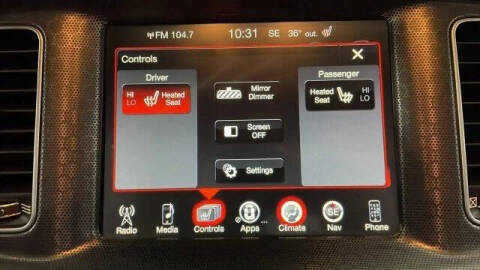 FM 104.7 10:31 SE 36° out.
Controls
Driver
Passenger
HI
LO
Heated
Seat
Mirror
Dimmer
Heated
Seat
HI
LO
Screen
OFF
Settings
SE
Radio Media Controls Apps Climate Nav Phone